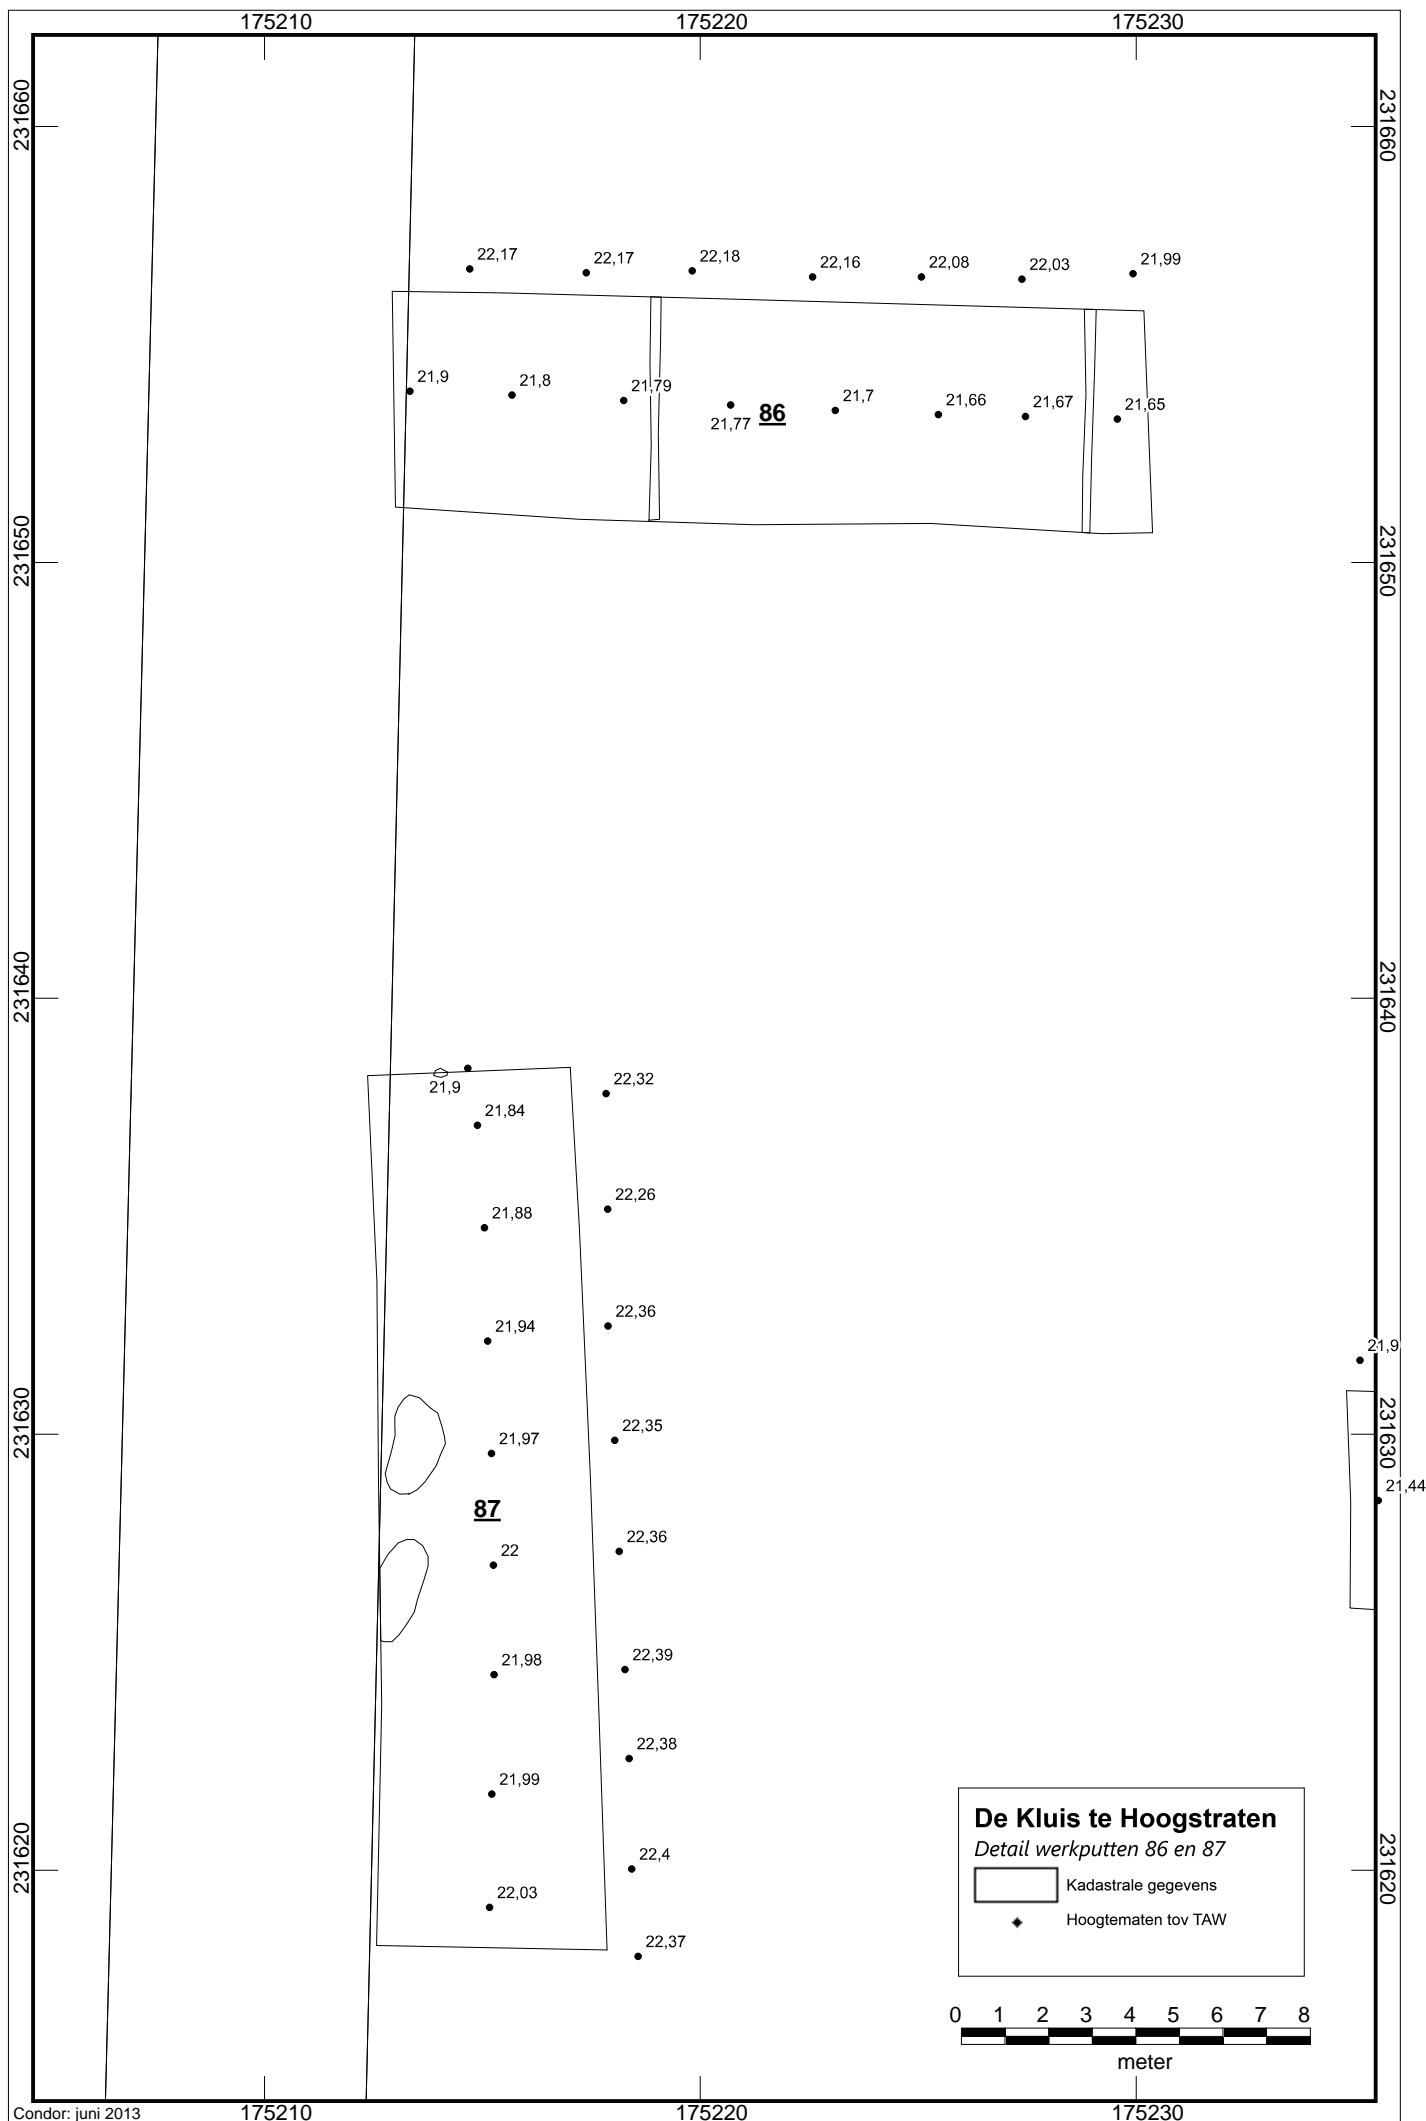 175210 175220 175230
231660 231660
22,17 22,17 22,18 22,16 22,08 22,03 21,99
21,9 21,8 21,79 21,77 86 21,7 21,66 21,67 21,65
231650 231650
231640 231640
21,9
22,32
21,84
22,26
21,88
22,36
21,94
21,9
231630 231630
22,35
21,97
21,44
87
22
22,36
21,98
22,39
22,38
21,99
22,4
22,03
22,37
231620 231620
De Kluis te Hoogstraten
Detail werkputten 86 en 87
Kadastrale gegevens
Hoogtematen tov TAW
0 1 2 3 4 5 6 7 8
meter
Condor: juni 2013
175210 175220 175230